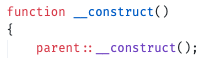 function __construct()
{
    parent::__construct();